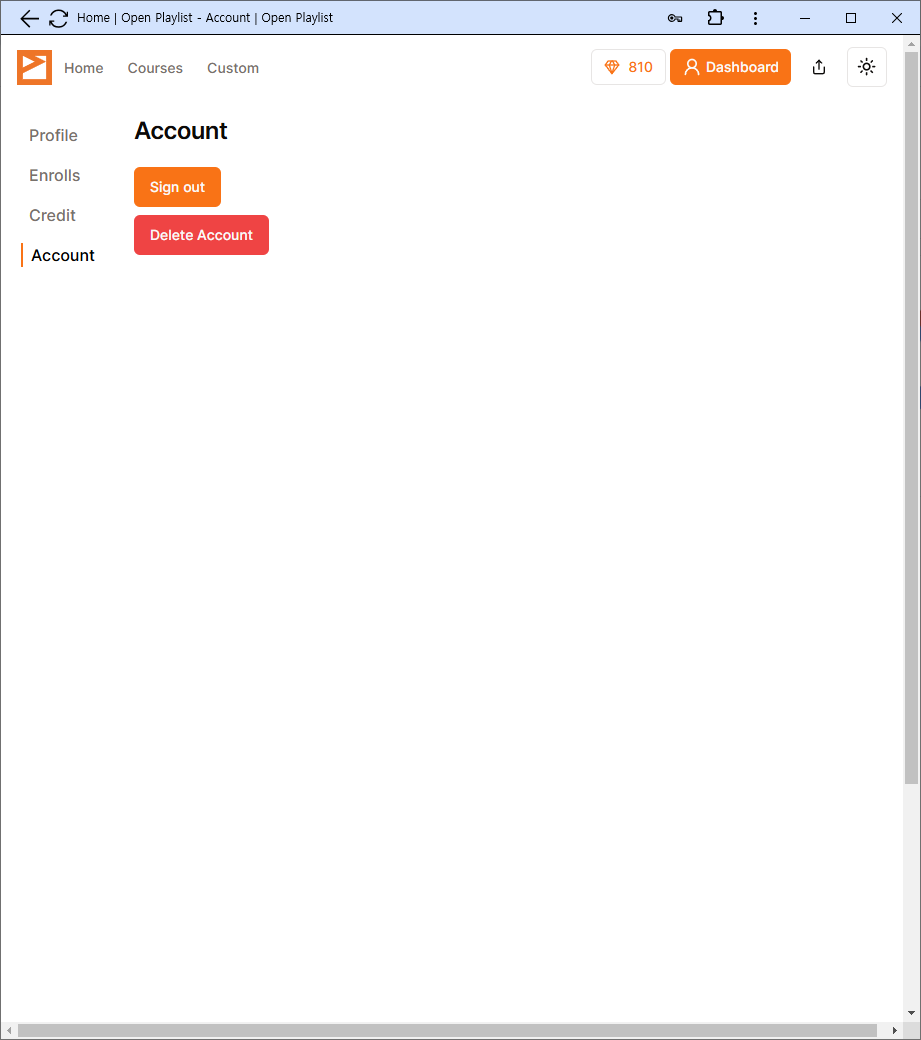 Home | Open Playlist - Account | Open Playlist
Home Courses Custom 810 Dashboard
Profile
Enrolls
Credit
Account
Account
Sign out
Delete Account